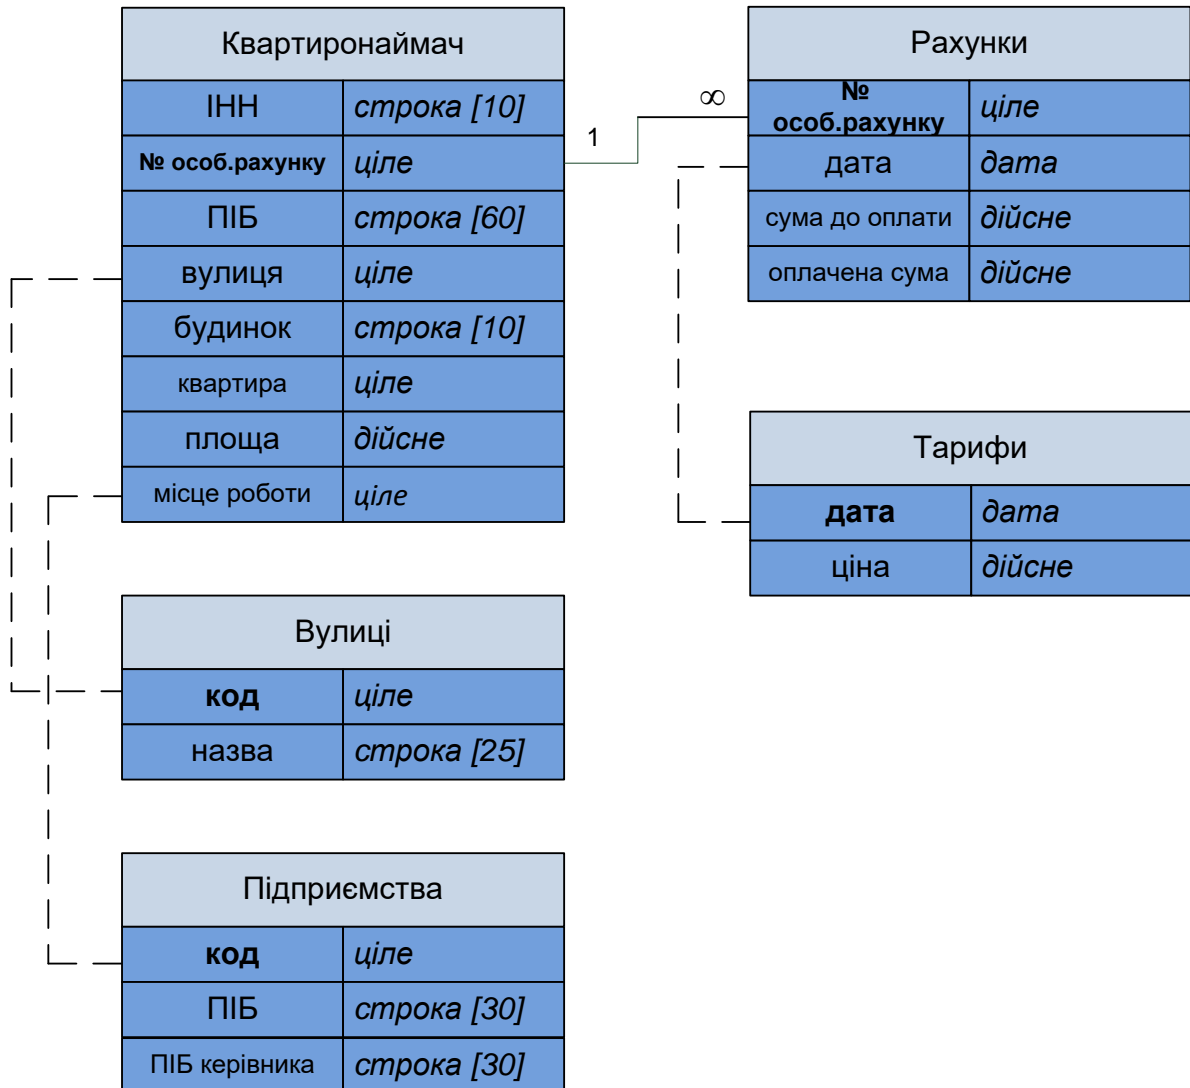 Квартиронаймач
ІНН строка [10]
№ особ.рахунку ціле
ПІБ строка [60]
вулиця ціле
будинок строка [10]
квартира ціле
площа дійсне
місце роботи ціле
1
∞
Рахунки
№
особ.рахунку ціле
дата дата
сума до оплати дійсне
оплачена сума дійсне
Тарифи
дата дата
ціна дійсне
Вулиці
код ціле
назва строка [25]
Підприємства
код ціле
ПІБ строка [30]
ПІБ керівника строка [30]